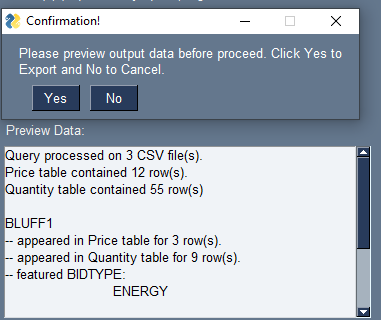 Confirmation!
Please preview output data before proceed. Click Yes to
Export and No to Cancel.
Yes No
Preview Data:
Query processed on 3 CSV file(s).
Price table contained 12 row(s).
Quantity table contained 55 row(s)
BLUFF1
-- appeared in Price table for 3 row(s).
-- appeared in Quantity table for 9 row(s).
-- featured BIDTYPE:
ENERGY